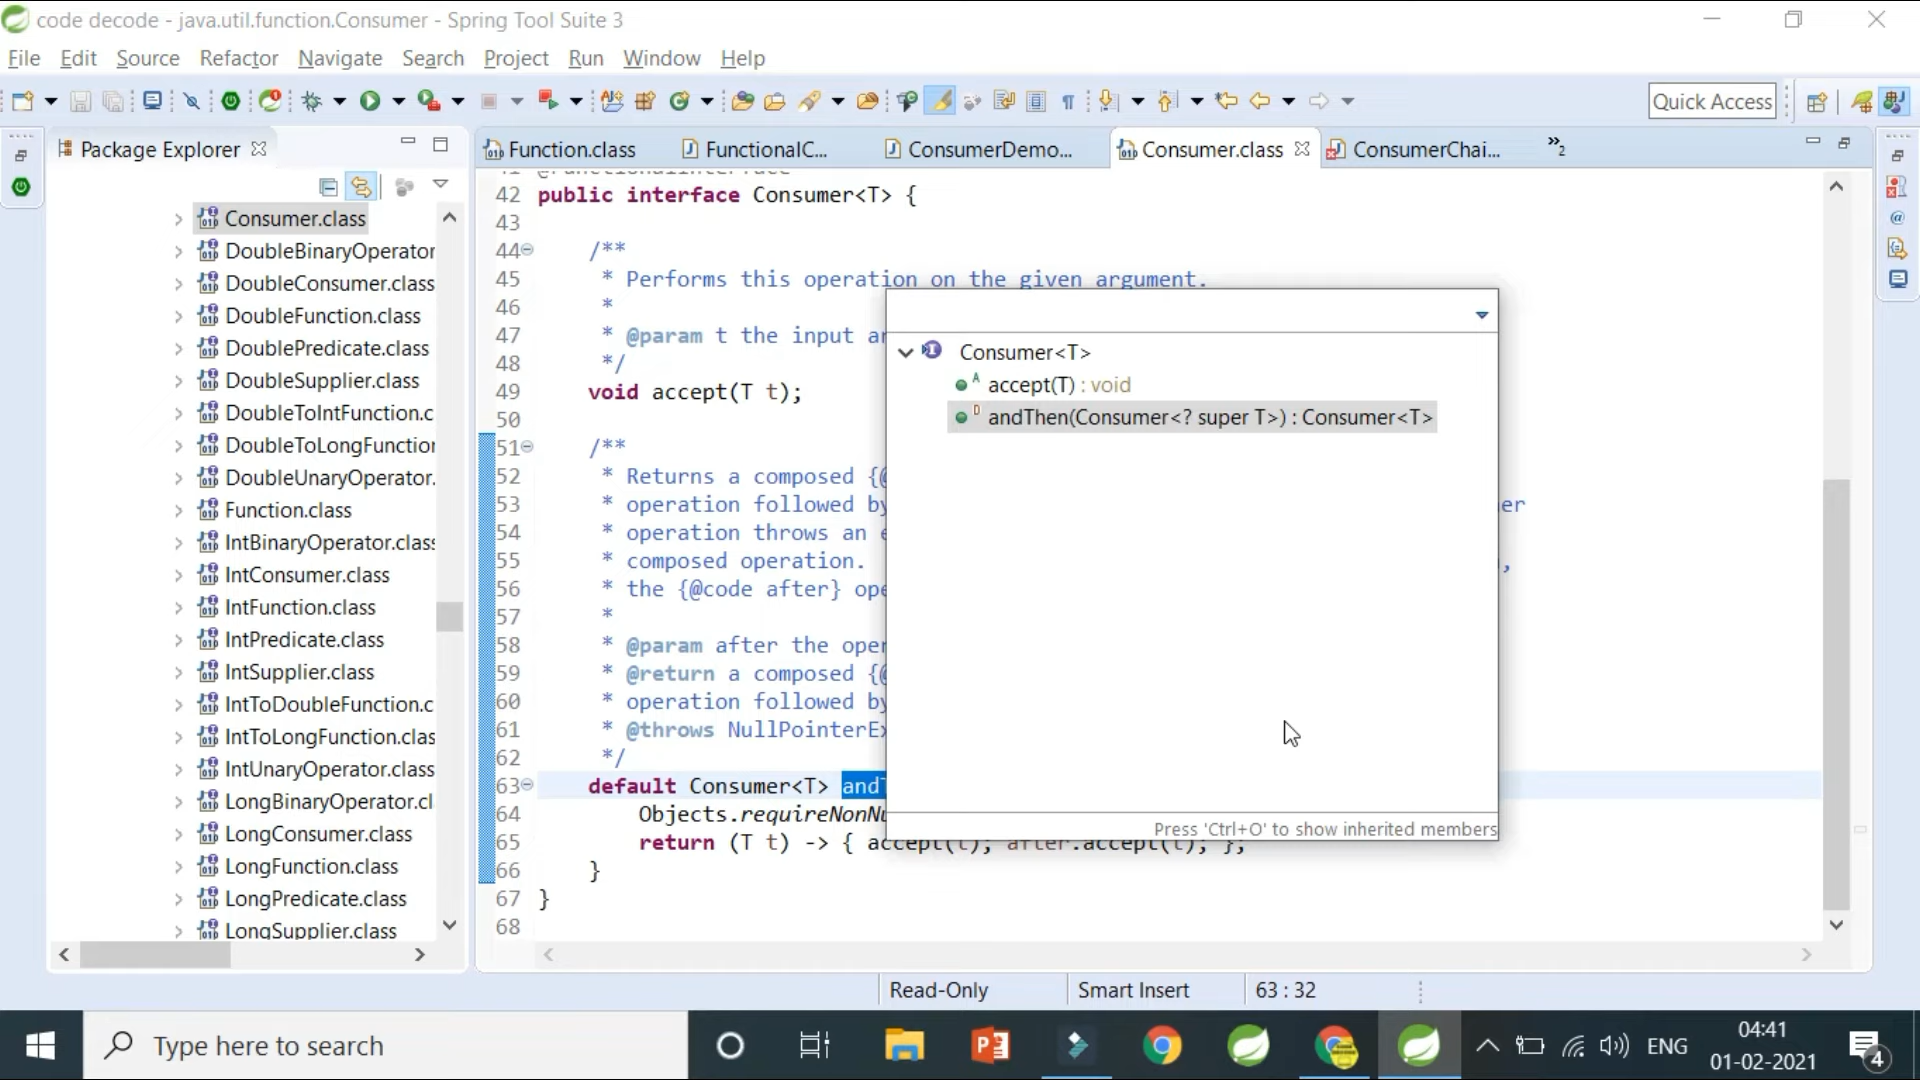 code decode - java.util.function.Consumer - Spring Tool Suite 3
File Edit Source Refactor Navigate Search Project Run Window Help
Quick Access
Package Explorer
Function.class
FunctionalC...
ConsumerDemo...
Consumer.class
ConsumerChai...
»2
Consumer.class
DoubleBinaryOperator
DoubleConsumer.class
DoubleFunction.class
DoublePredicate.class
DoubleSupplier.class
DoubleToIntFunction.c
DoubleToLongFunction
DoubleUnaryOperator.
Function.class
IntBinaryOperator.class
IntConsumer.class
IntFunction.class
IntPredicate.class
IntSupplier.class
IntToDoubleFunction.c
IntToLongFunction.clas
IntUnaryOperator.class
LongBinaryOperator.cl
LongConsumer.class
LongFunction.class
LongPredicate.class
LongSupplier.class
42 public interface Consumer<T> {
43
44 /**
45 * Performs this operation on the given argument.
46 *
47 * @param t the input ar
48 */
49 void accept(T t);
50
51 /**
52 * Returns a composed {@
53 * operation followed by er
54 * operation throws an e
55 * composed operation. ,
56 * the {@code after} ope
57 *
58 * @param after the oper
59 * @return a composed {@
60 * operation followed by
61 * @throws NullPointerEx
62 */
63 default Consumer<T> andT
64 Objects.requireNonNu
65 return (T t) -> { accept(t); after.accept(t); };
66 }
67 }
68
Consumer<T>
accept(T) : void
andThen(Consumer<? super T>) : Consumer<T>
Press 'Ctrl+O' to show inherited members
Read-Only
Smart Insert
63 : 32
Type here to search
ENG
04:41
01-02-2021
4